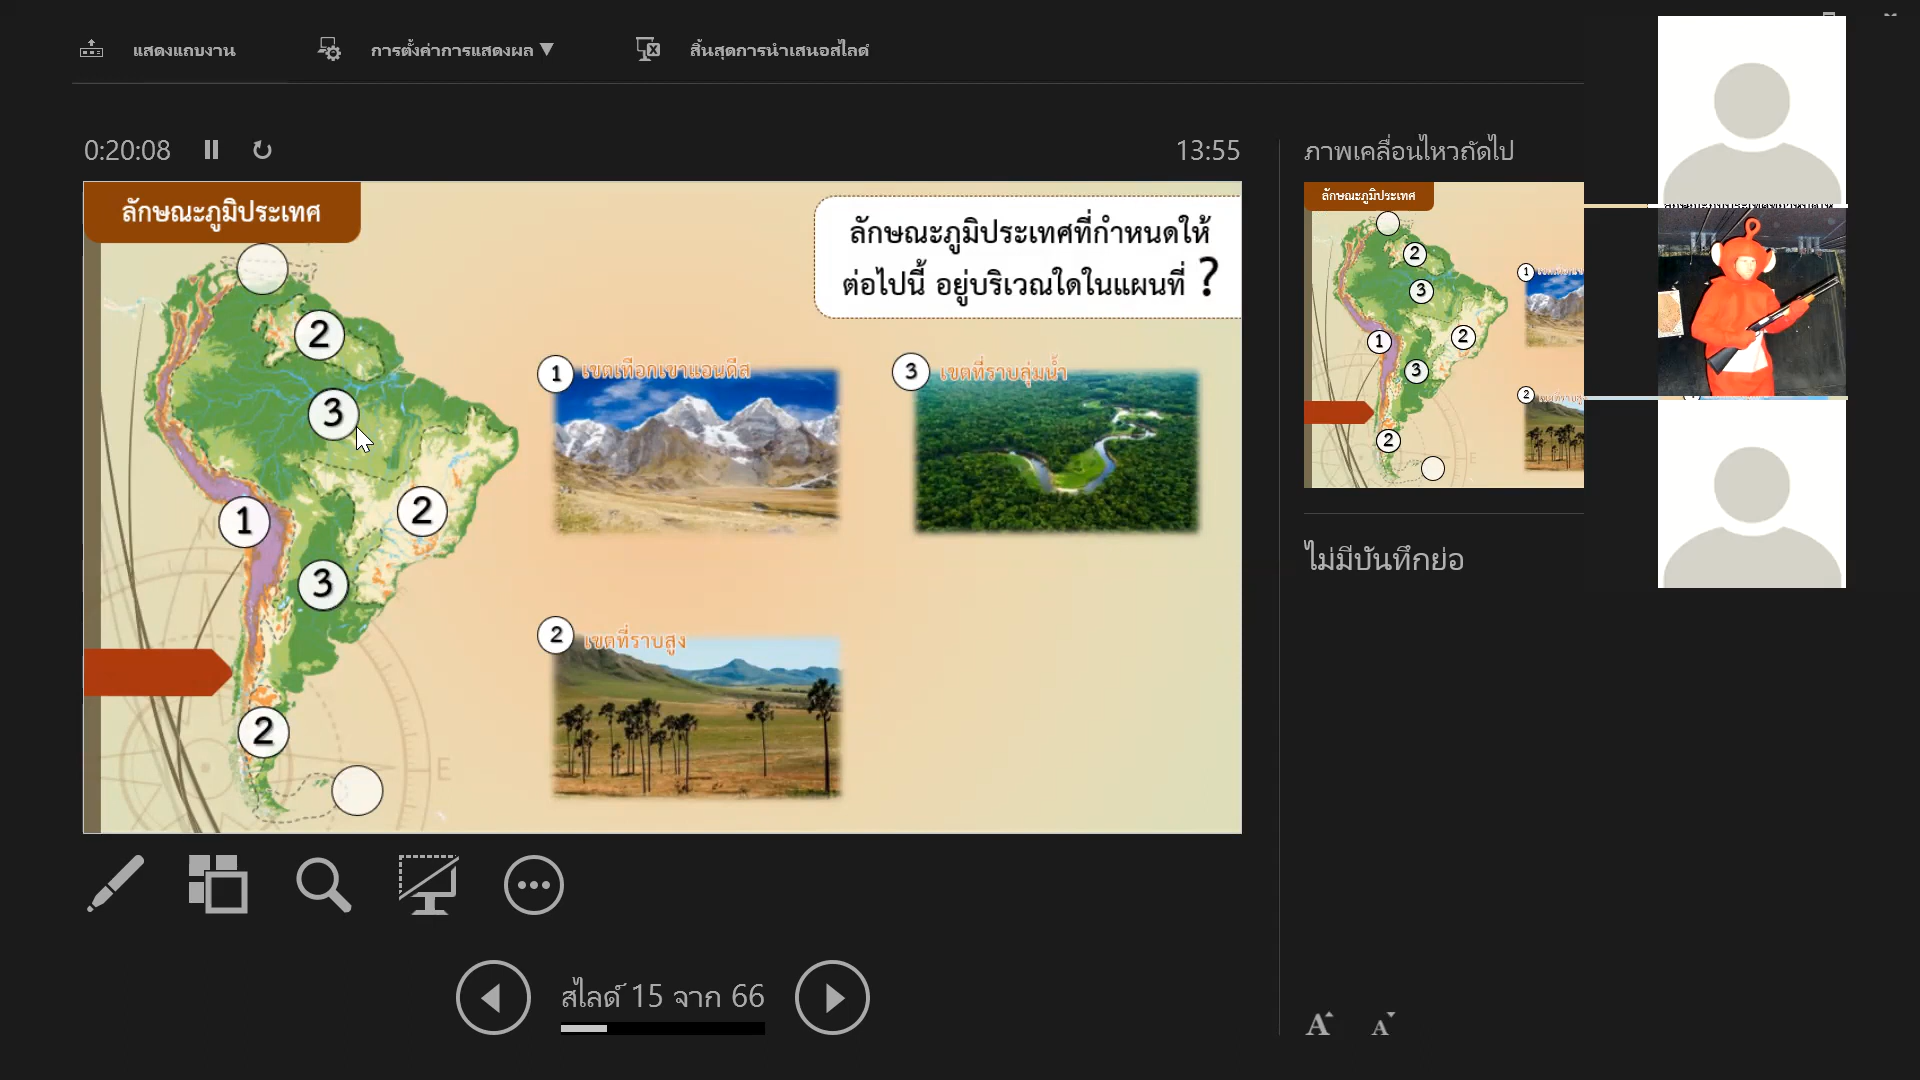 แสดงแถบงาน
การตั้งค่าการแสดงผล ▼
สิ้นสุดการนำเสนอสไลด์
0:20:08
13:55
ลักษณะภูมิประเทศ
ลักษณะภูมิประเทศที่กำหนดให้
ต่อไปนี้ อยู่บริเวณใดในแผนที่ ?
2
3
1
2
3
2
E
1 เขตเทือกเขาแอนดีส
3 เขตที่ราบลุ่มน้ำ
2 เขตที่ราบสูง
สไลด์ 15 จาก 66
ภาพเคลื่อนไหวถัดไป
ลักษณะภูมิประเทศ
2
3
1
2
3
2
1
2
ไม่มีบันทึกย่อ
A A